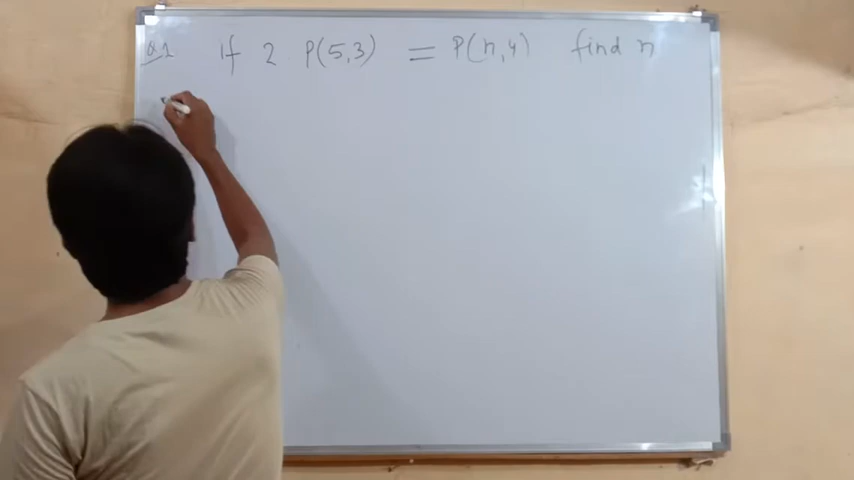 Q1 if 2 P(5,3) = P(n,4) find n